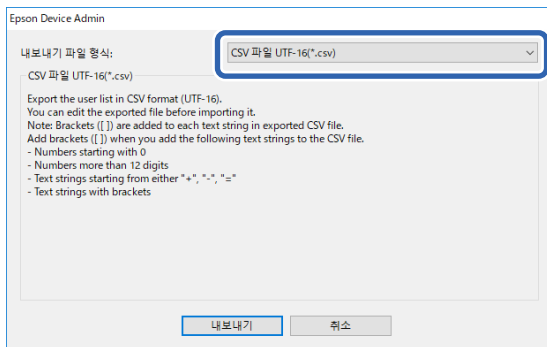 Epson Device Admin
내보내기 파일 형식:
CSV 파일 UTF-16(*.csv)
CSV 파일 UTF-16(*.csv)
Export the user list in CSV format (UTF-16).
You can edit the exported file before importing it.
Note: Brackets ([ ]) are added to each text string in exported CSV file.
Add brackets ([ ]) when you add the following text strings to the CSV file.
- Numbers starting with 0
- Numbers more than 12 digits
- Text strings starting from either "+", "-", "="
- Text strings with brackets
내보내기
취소